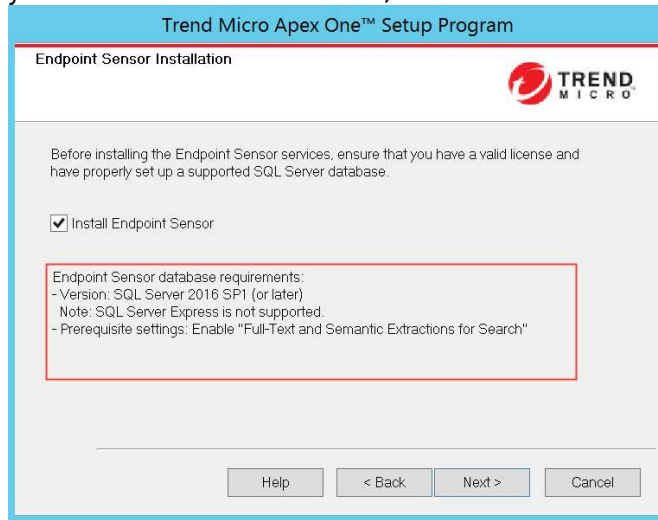 Trend Micro Apex One™ Setup Program
Endpoint Sensor Installation
TREND
MICRO
Before installing the Endpoint Sensor services, ensure that you have a valid license and
have properly set up a supported SQL Server database.
Install Endpoint Sensor
Endpoint Sensor database requirements:
- Version: SQL Server 2016 SP1 (or later)
Note: SQL Server Express is not supported.
- Prerequisite settings: Enable "Full-Text and Semantic Extractions for Search"
Help
< Back
Next >
Cancel